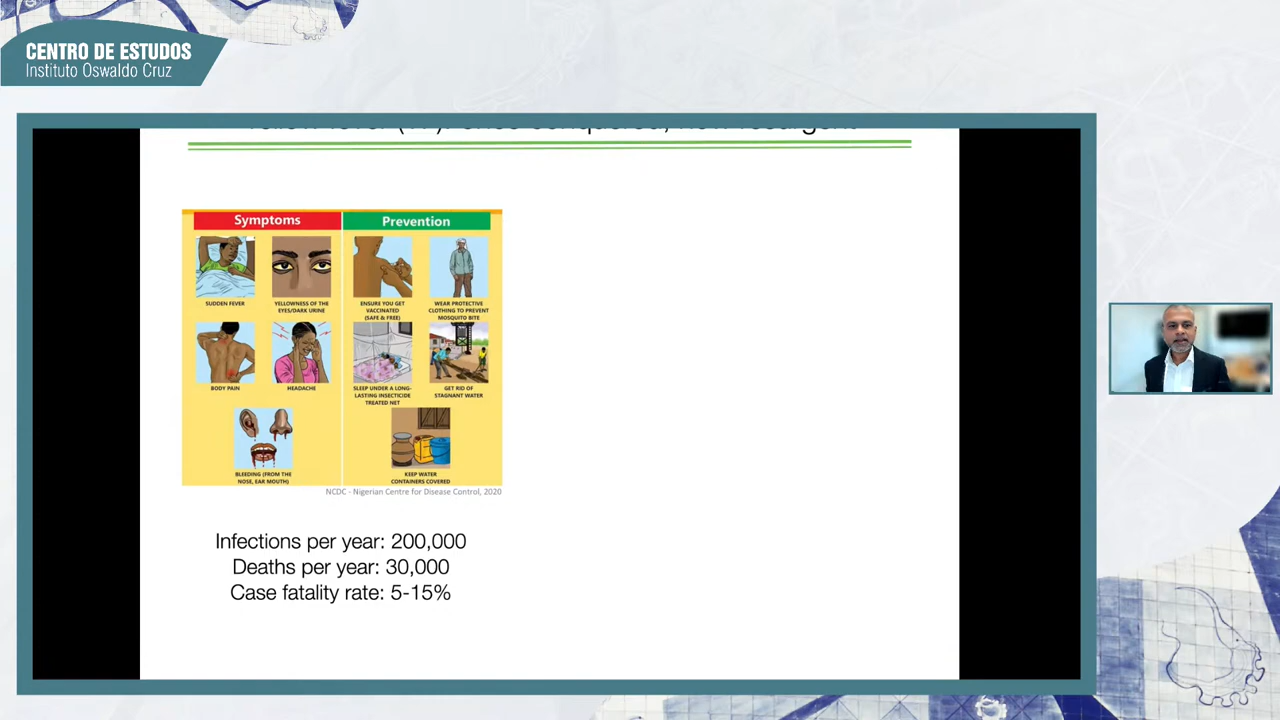 CENTRO DE ESTUDOS
Instituto Oswaldo Cruz
Symptoms
Prevention
SUDDEN FEVER
YELLOWNESS OF THE
EYES/DARK URINE
ENSURE YOU GET
VACCINATED
(SAFE & FREE)
WEAR PROTECTIVE
CLOTHING TO PREVENT
MOSQUITO BITE
BODY PAIN
HEADACHE
SLEEP UNDER A LONG-
LASTING INSECTICIDE
TREATED NET
GET RID OF
STAGNANT WATER
BLEEDING (FROM THE
NOSE, EAR MOUTH)
KEEP WATER
CONTAINERS COVERED
NCDC - Nigerian Centre for Disease Control, 2020
Infections per year: 200,000
Deaths per year: 30,000
Case fatality rate: 5-15%